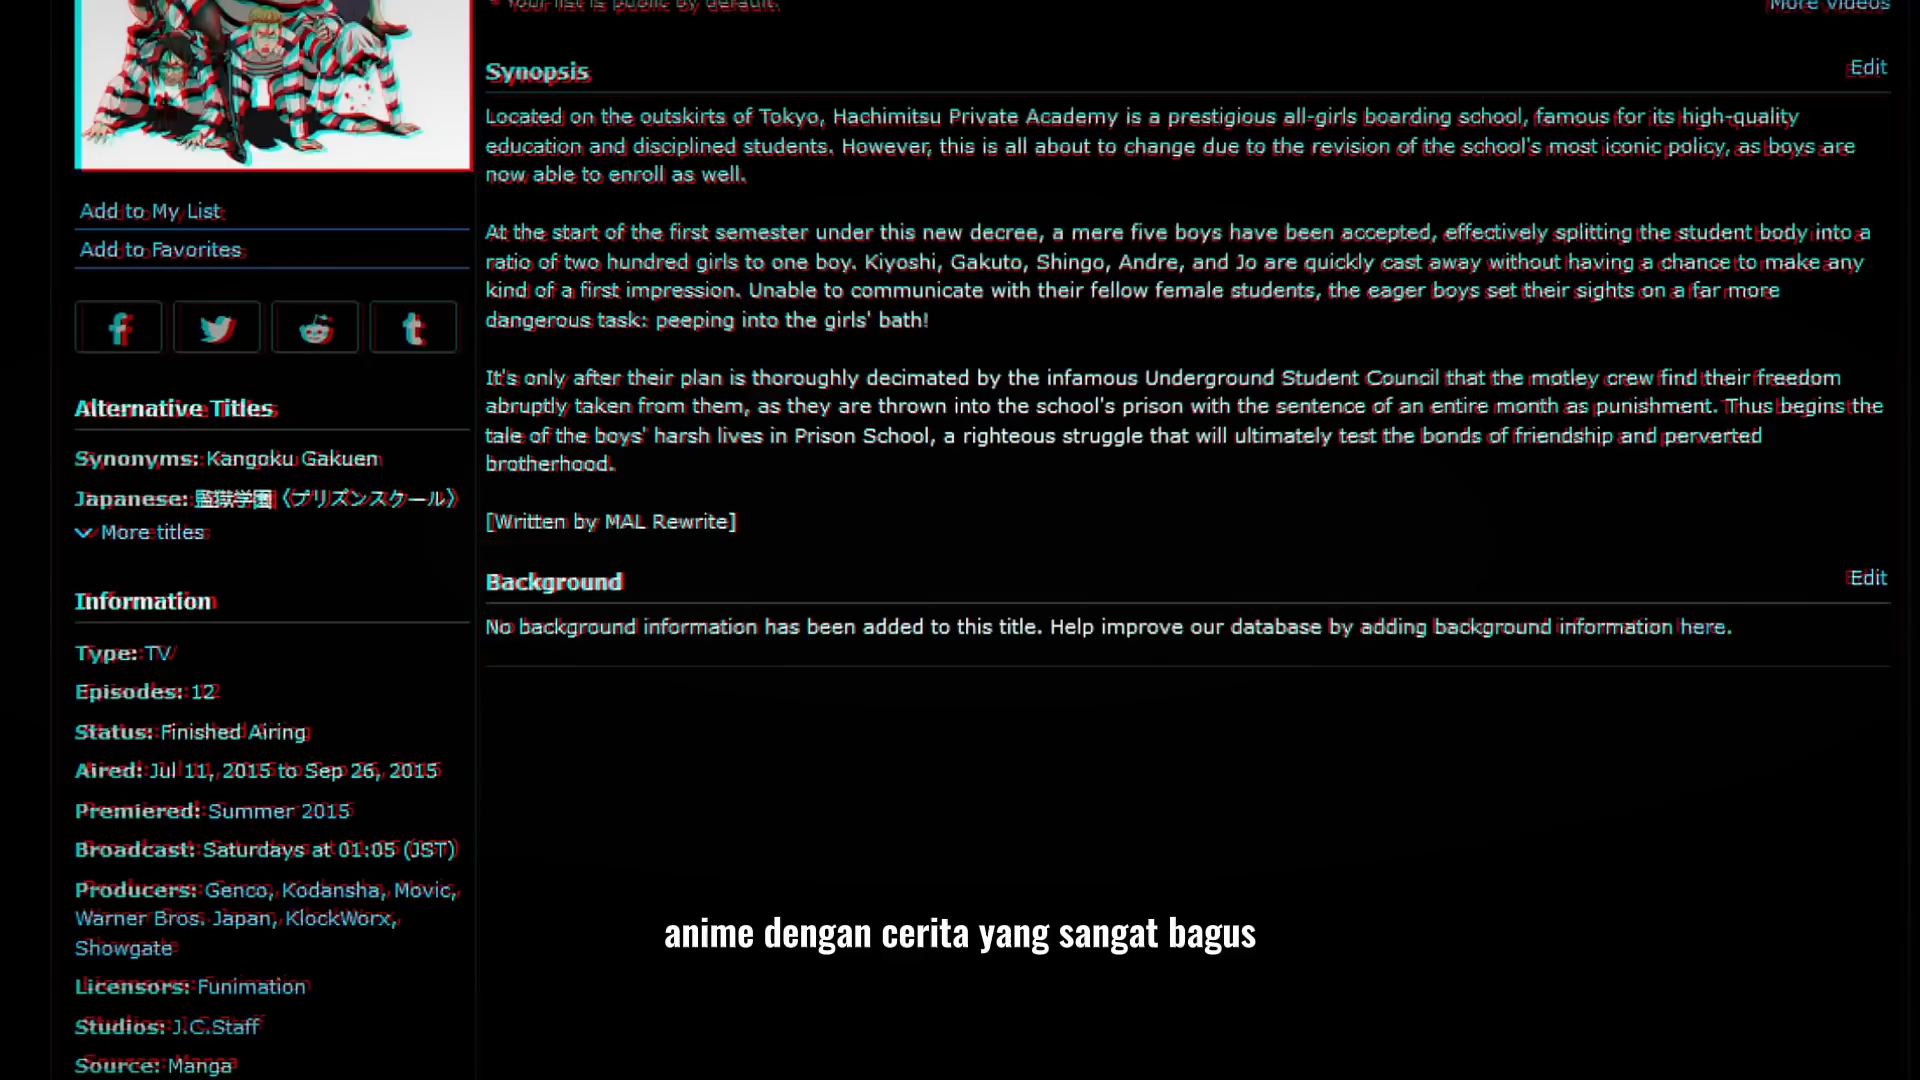 * Your list is public by default.
More videos
Add to My List
Add to Favorites
Alternative Titles
Synonyms: Kangoku Gakuen
Japanese: 監獄学園〈プリズンスクール〉
More titles
Information
Type: TV
Episodes: 12
Status: Finished Airing
Aired: Jul 11, 2015 to Sep 26, 2015
Premiered: Summer 2015
Broadcast: Saturdays at 01:05 (JST)
Producers: Genco, Kodansha, Movic,
Warner Bros. Japan, KlockWorx,
Showgate
Licensors: Funimation
Studios: J.C.Staff
Source: Manga
Synopsis
Edit
Located on the outskirts of Tokyo, Hachimitsu Private Academy is a prestigious all-girls boarding school, famous for its high-quality
education and disciplined students. However, this is all about to change due to the revision of the school's most iconic policy, as boys are
now able to enroll as well.
At the start of the first semester under this new decree, a mere five boys have been accepted, effectively splitting the student body into a
ratio of two hundred girls to one boy. Kiyoshi, Gakuto, Shingo, Andre, and Jo are quickly cast away without having a chance to make any
kind of a first impression. Unable to communicate with their fellow female students, the eager boys set their sights on a far more
dangerous task: peeping into the girls' bath!
It's only after their plan is thoroughly decimated by the infamous Underground Student Council that the motley crew find their freedom
abruptly taken from them, as they are thrown into the school's prison with the sentence of an entire month as punishment. Thus begins the
tale of the boys' harsh lives in Prison School, a righteous struggle that will ultimately test the bonds of friendship and perverted
brotherhood.
[Written by MAL Rewrite]
Background
Edit
No background information has been added to this title. Help improve our database by adding background information here.
anime dengan cerita yang sangat bagus